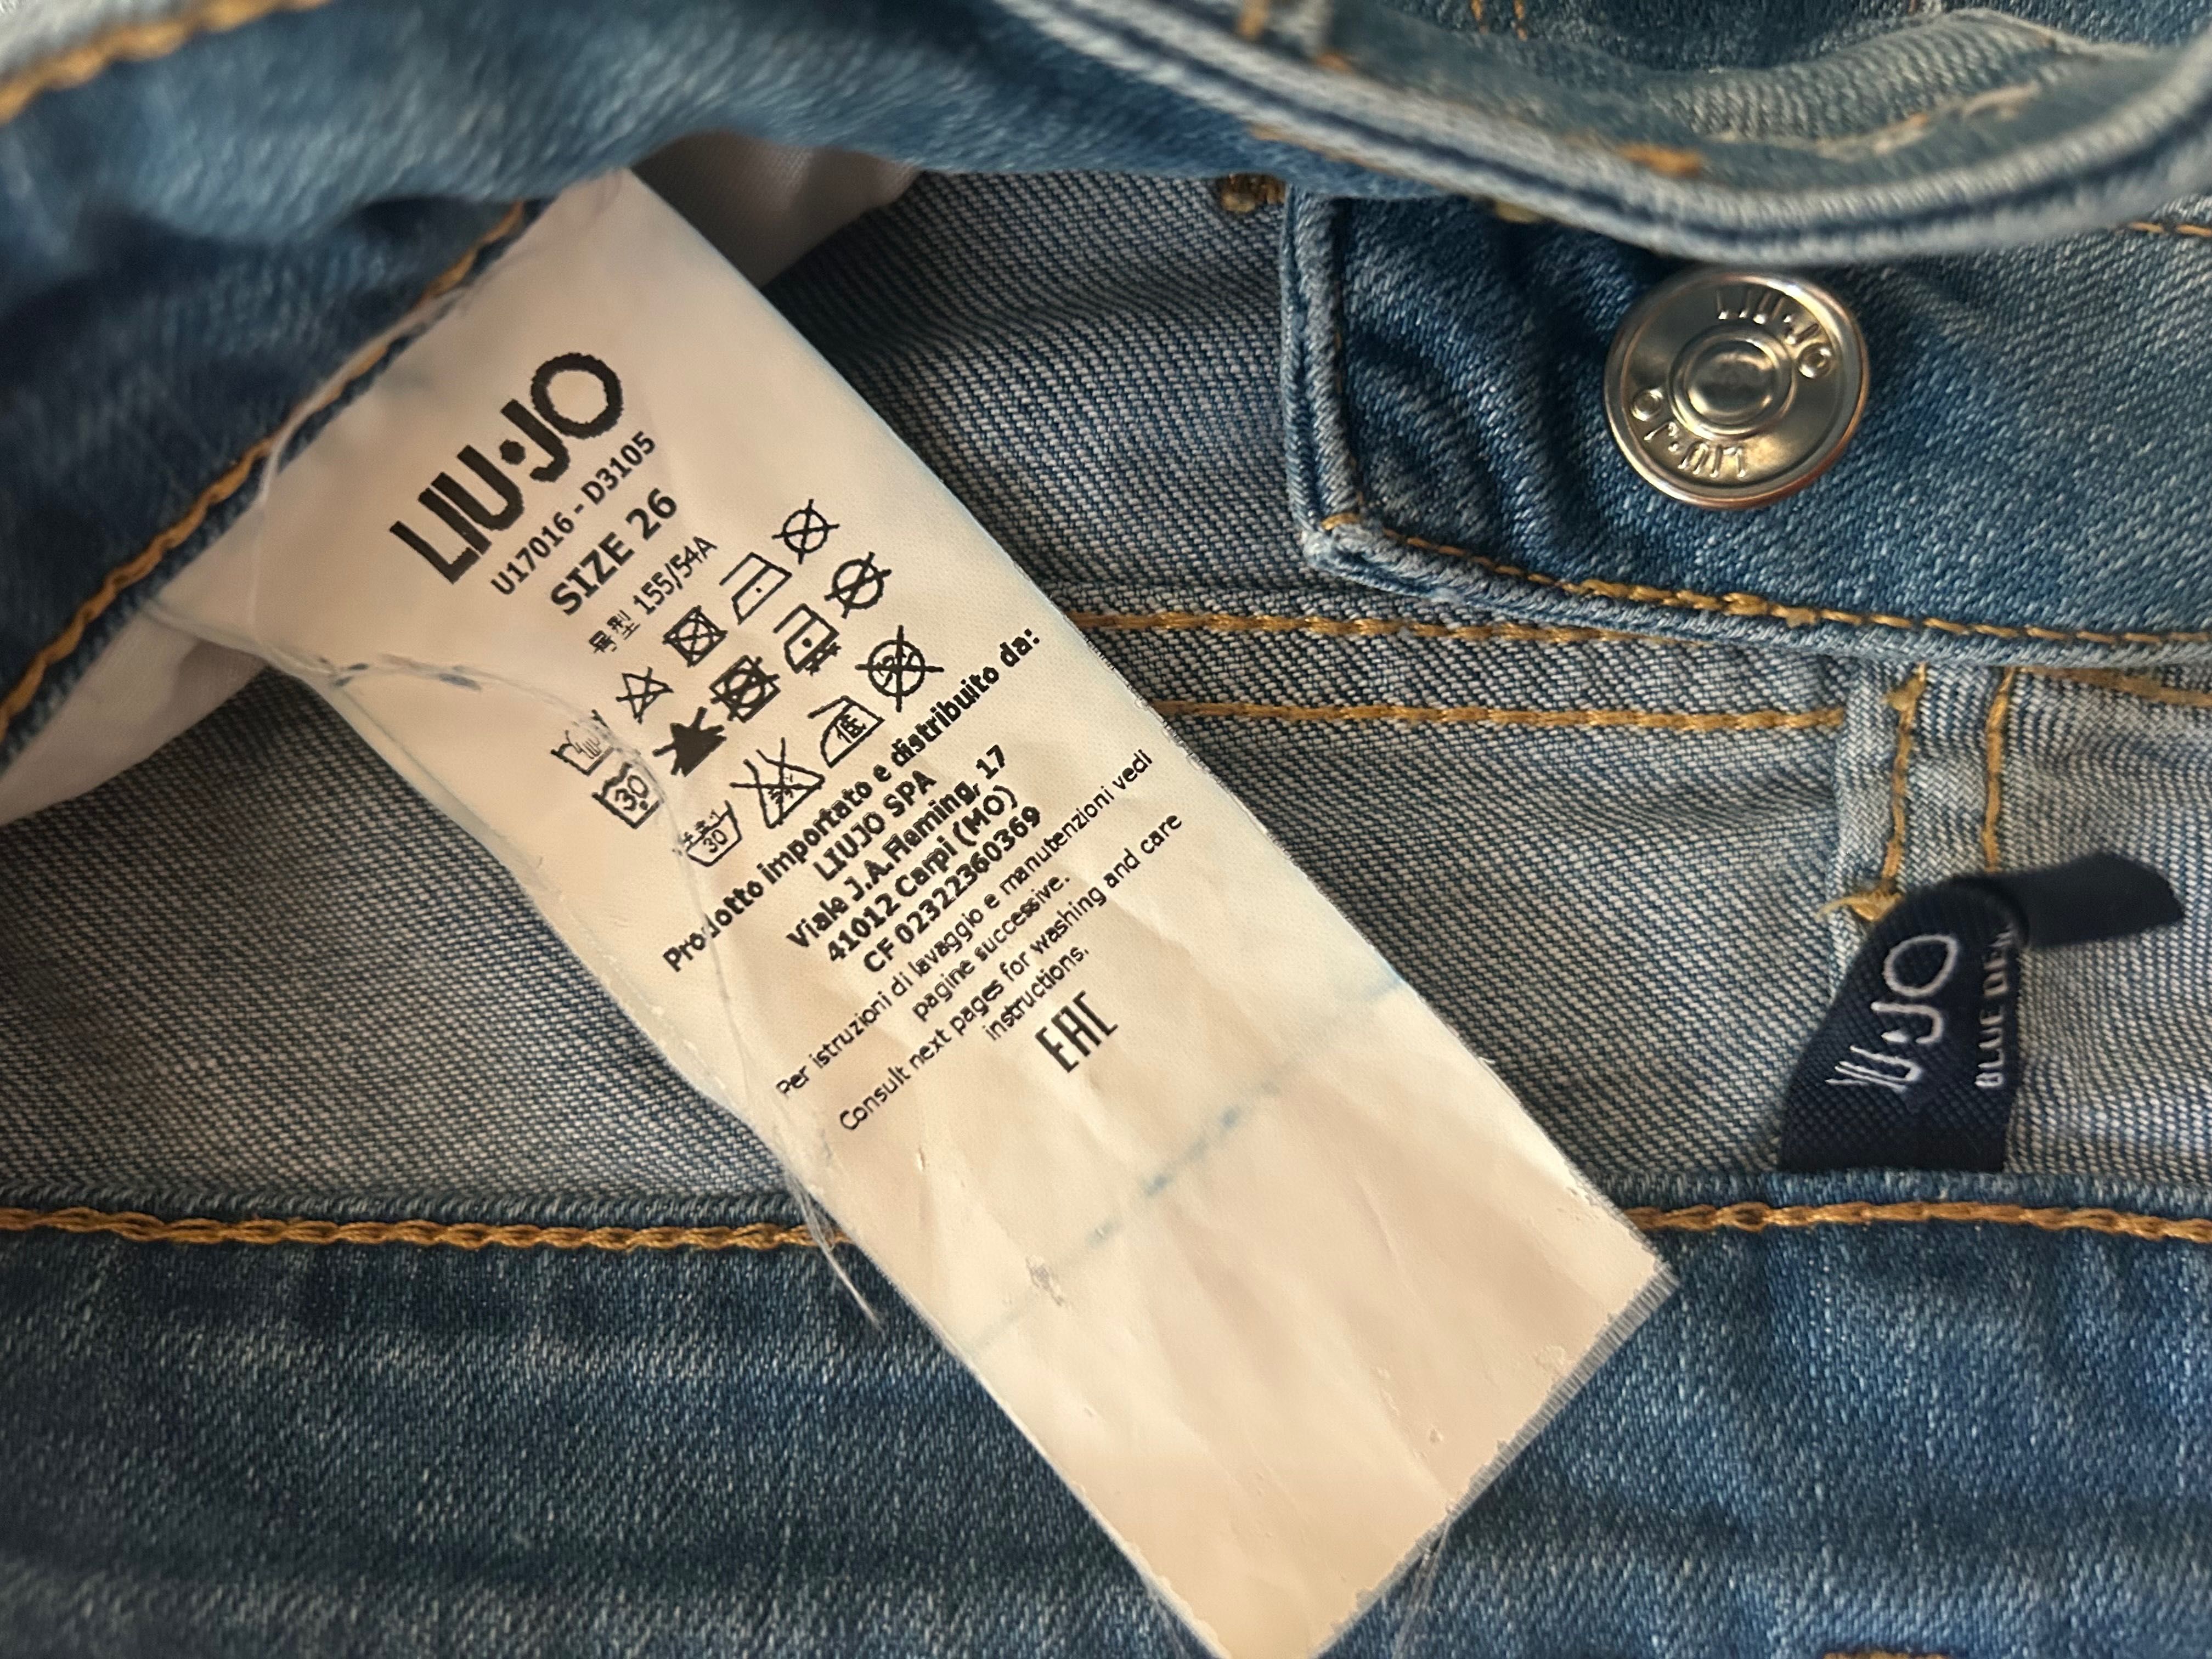 LIU·JO
U17016 - D3105
SIZE 26
号型 155/54A
30
30
Prodotto importato e distribuito da:
LIUJO SPA
Viale J.A.Fleming, 17
41012 Carpi (MO)
CF 02322360369
Per istruzioni di lavaggio e manutenzioni vedi
pagine successive.
Consult next pages for washing and care
instructions.
EAC
LIU·JO
LIU·JO
LIU·JO
BLUE